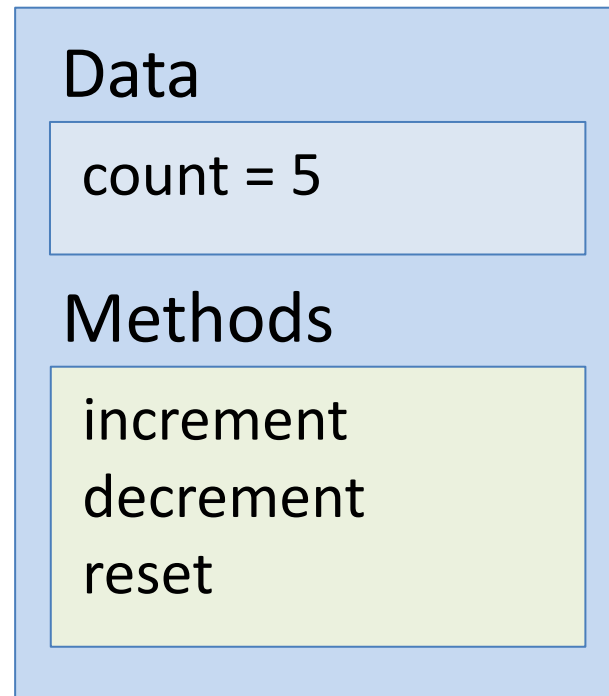 Data
count = 5
Methods
increment
decrement
reset